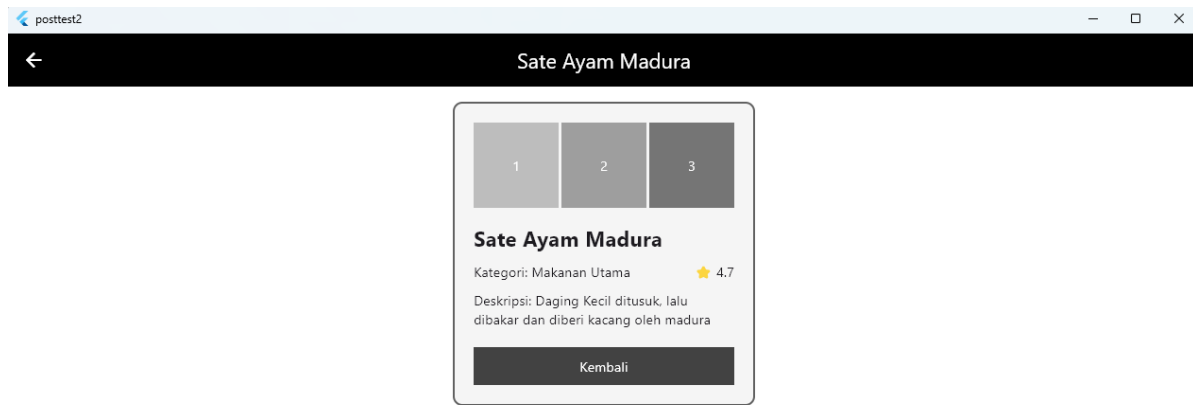 posttest2
Sate Ayam Madura
1 2 3
Sate Ayam Madura
Kategori: Makanan Utama 4.7
Deskripsi: Daging Kecil ditusuk, lalu
dibakar dan diberi kacang oleh madura
Kembali